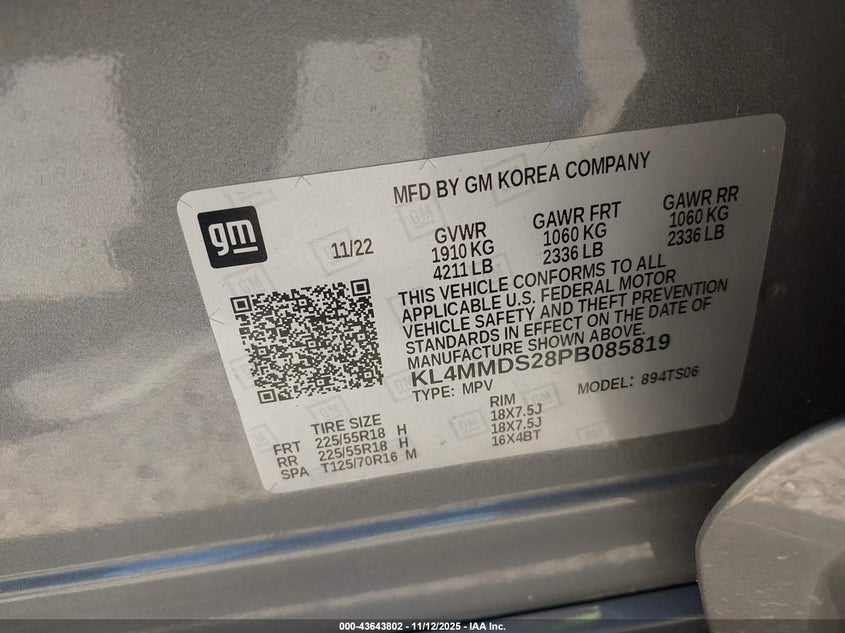 MFD BY GM KOREA COMPANY
gm
11/22
GVWR GAWR FRT GAWR RR
1910 KG 1060 KG 1060 KG
4211 LB 2336 LB 2336 LB
THIS VEHICLE CONFORMS TO ALL
APPLICABLE U.S. FEDERAL MOTOR
VEHICLE SAFETY AND THEFT PREVENTION
STANDARDS IN EFFECT ON THE DATE OF
MANUFACTURE SHOWN ABOVE.
KL4MMDS28PB085819
TYPE: MPV MODEL: 894TS06
TIRE SIZE RIM
FRT 225/55R18 H 18X7.5J
RR 225/55R18 H 18X7.5J
SPA T125/70R16 M 16X4BT
000-43643802 - 11/12/2025 - IAA Inc.